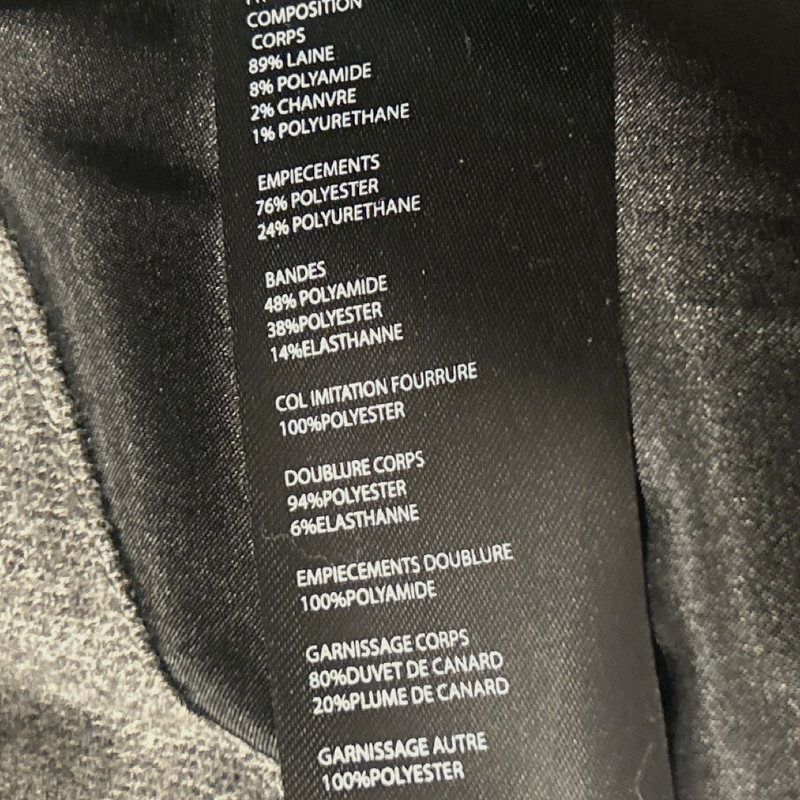 COMPOSITION
CORPS
89% LAINE
8% POLYAMIDE
2% CHANVRE
1% POLYURETHANE
EMPIECEMENTS
76% POLYESTER
24% POLYURETHANE
BANDES
48% POLYAMIDE
38%POLYESTER
14%ELASTHANNE
COL IMITATION FOURRURE
100%POLYESTER
DOUBLURE CORPS
94%POLYESTER
6%ELASTHANNE
EMPIECEMENTS DOUBLURE
100%POLYAMIDE
GARNISSAGE CORPS
80%DUVET DE CANARD
20%PLUME DE CANARD
GARNISSAGE AUTRE
100%POLYESTER